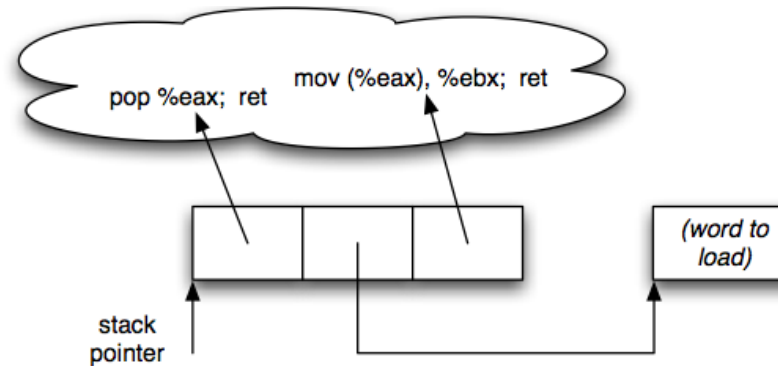 pop %eax; ret
mov (%eax), %ebx; ret
(word to
load)
stack
pointer